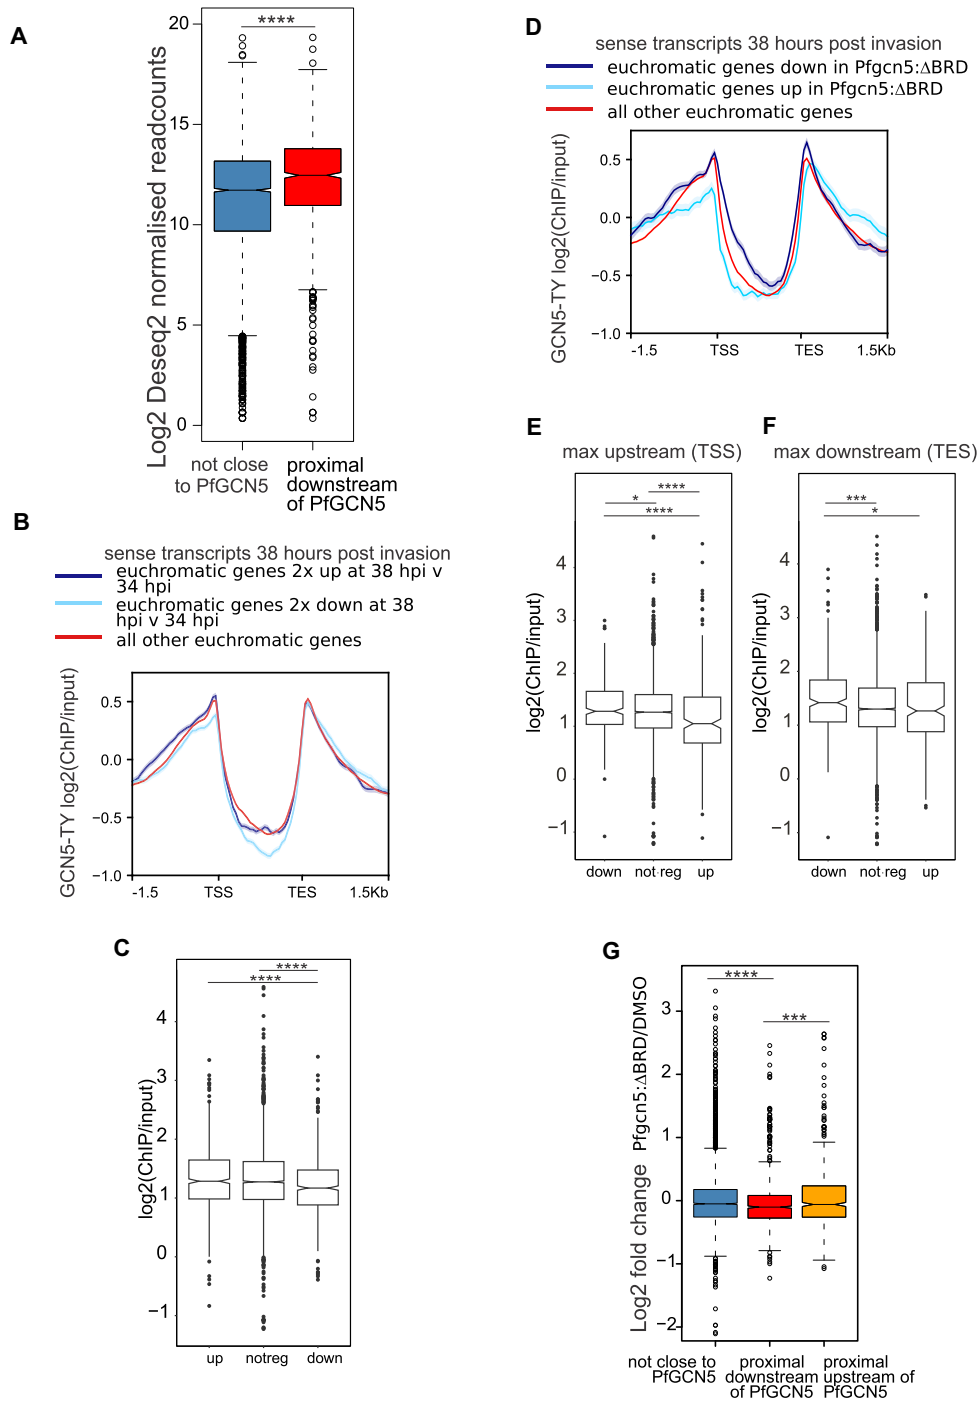 A
Log2 Deseq2 normalised readcounts
20
15
10
5
0
****
not close
to PfGCN5
proximal
downstream
of PfGCN5
B
sense transcripts 38 hours post invasion
euchromatic genes 2x up at 38 hpi v
34 hpi
euchromatic genes 2x down at 38
hpi v 34 hpi
all other euchromatic genes
GCN5-TY log2(ChIP/input)
0.5
0.0
−0.5
−1.0
-1.5
TSS
TES
1.5Kb
C
log2(ChIP/input)
4
3
2
1
0
−1
****
****
up
notreg
down
D
sense transcripts 38 hours post invasion
euchromatic genes down in Pfgcn5:ΔBRD
euchromatic genes up in Pfgcn5:ΔBRD
all other euchromatic genes
GCN5-TY log2(ChIP/input)
0.5
0.0
−0.5
−1.0
-1.5
TSS
TES
1.5Kb
E
max upstream (TSS)
log2(ChIP/input)
4
3
2
1
0
−1
****
*
****
down
not reg
up
F
max downstream (TES)
log2(ChIP/input)
4
3
2
1
0
−1
***
*
down
not reg
up
G
Log2 fold change Pfgcn5:ΔBRD/DMSO
3
2
1
0
−1
−2
****
***
not close to
PfGCN5
proximal
downstream
of PfGCN5
proximal
upstream of
PfGCN5